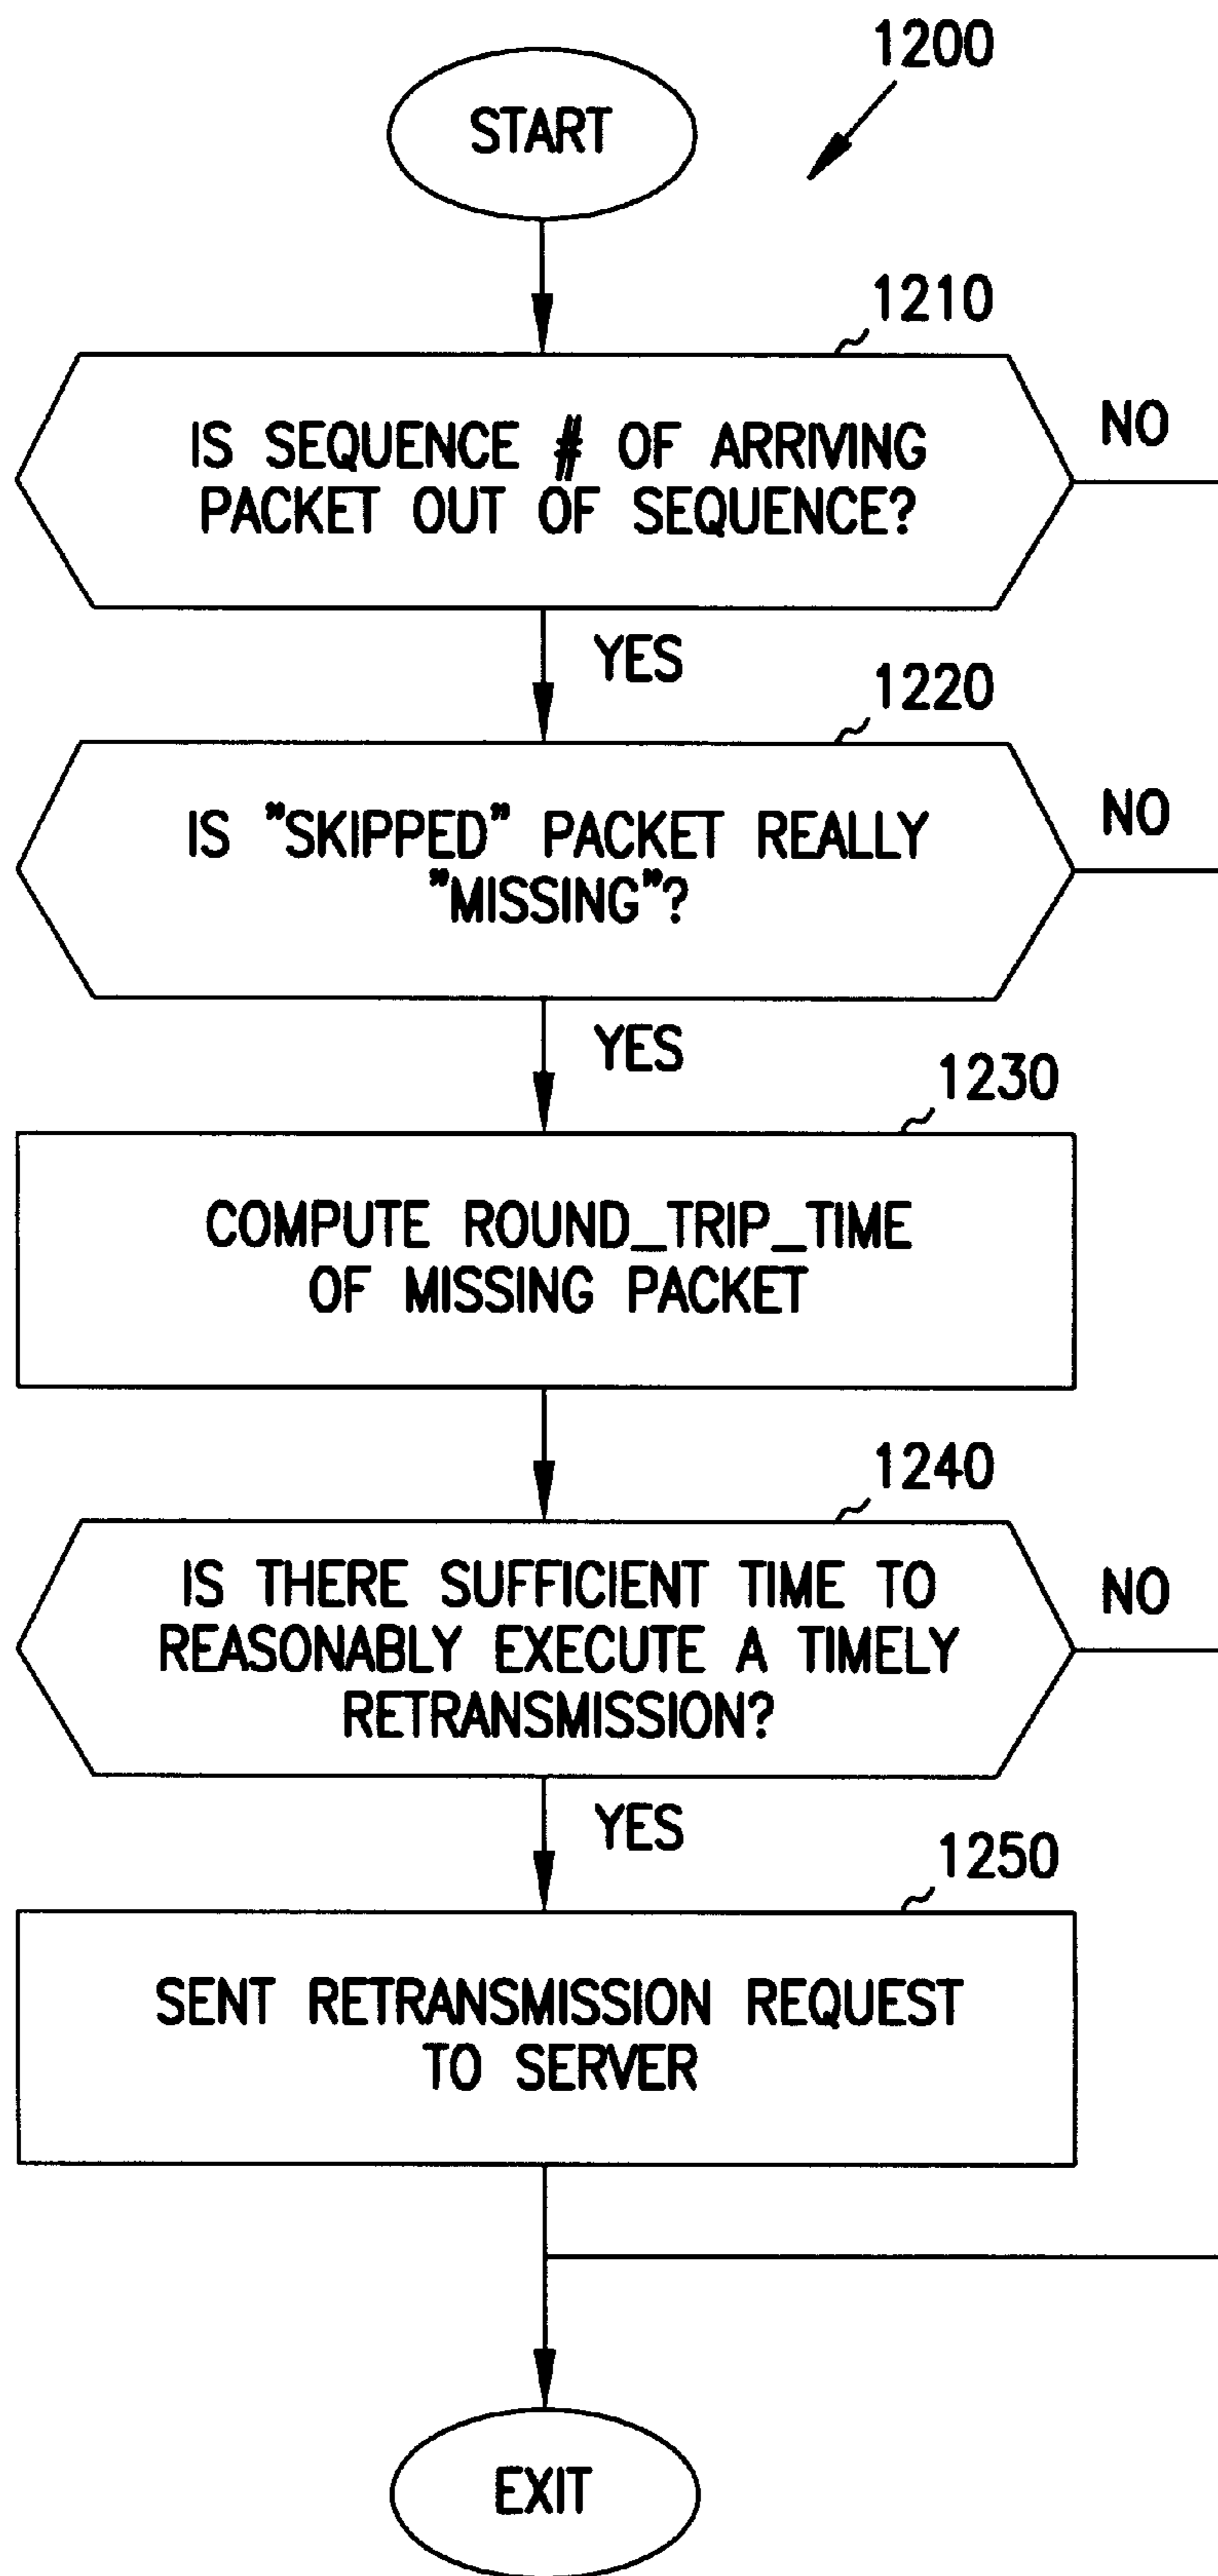 1200
START
1210
IS SEQUENCE # OF ARRIVING
PACKET OUT OF SEQUENCE?
NO
YES
1220
IS "SKIPPED" PACKET REALLY
"MISSING"?
NO
YES
1230
COMPUTE ROUND_TRIP_TIME
OF MISSING PACKET
1240
IS THERE SUFFICIENT TIME TO
REASONABLY EXECUTE A TIMELY
RETRANSMISSION?
NO
YES
1250
SENT RETRANSMISSION REQUEST
TO SERVER
EXIT